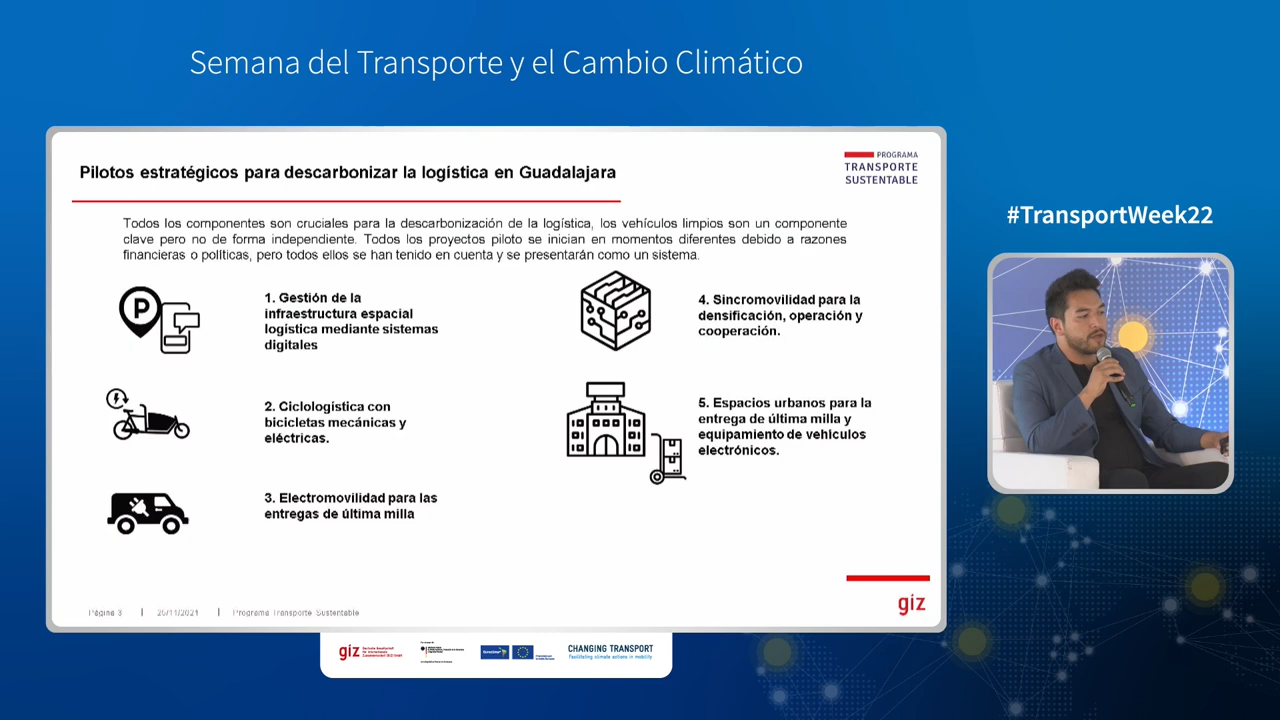 Semana del Transporte y el Cambio Climático
Pilotos estratégicos para descarbonizar la logística en Guadalajara
PROGRAMA
TRANSPORTE
SUSTENTABLE
Todos los componentes son cruciales para la descarbonización de la logística, los vehículos limpios son un componente
clave pero no de forma independiente. Todos los proyectos piloto se inician en momentos diferentes debido a razones
financieras o políticas, pero todos ellos se han tenido en cuenta y se presentarán como un sistema.
P
1. Gestión de la
infraestructura espacial
logística mediante sistemas
digitales
2. Ciclologística con
bicicletas mecánicas y
eléctricas.
3. Electromovilidad para las
entregas de última milla
4. Sincromovilidad para la
densificación, operación y
cooperación.
5. Espacios urbanos para la
entrega de última milla y
equipamiento de vehículos
electrónicos.
Página 3 | 25/11/2021 | Programa Transporte Sustentable
giz
#TransportWeek22
giz
CHANGING TRANSPORT
Facilitating climate actions in mobility